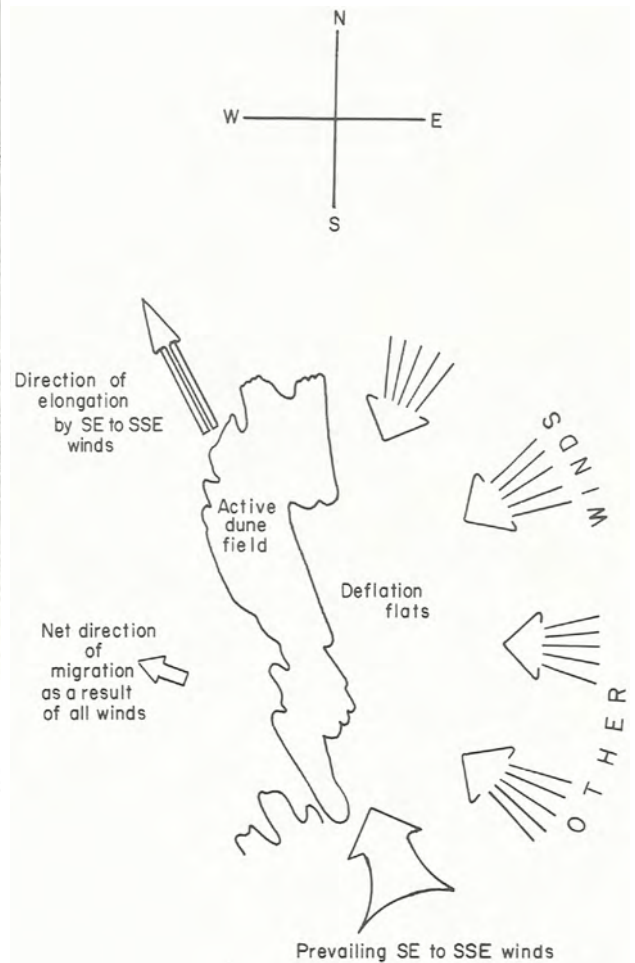 N
W E
S
Direction of
elongation
by SE to SSE
winds
Active
dune
field
WINDS
Deflation
flats
Net direction
of
migration
as a result
of all winds
OTHER
Prevailing SE to SSE winds